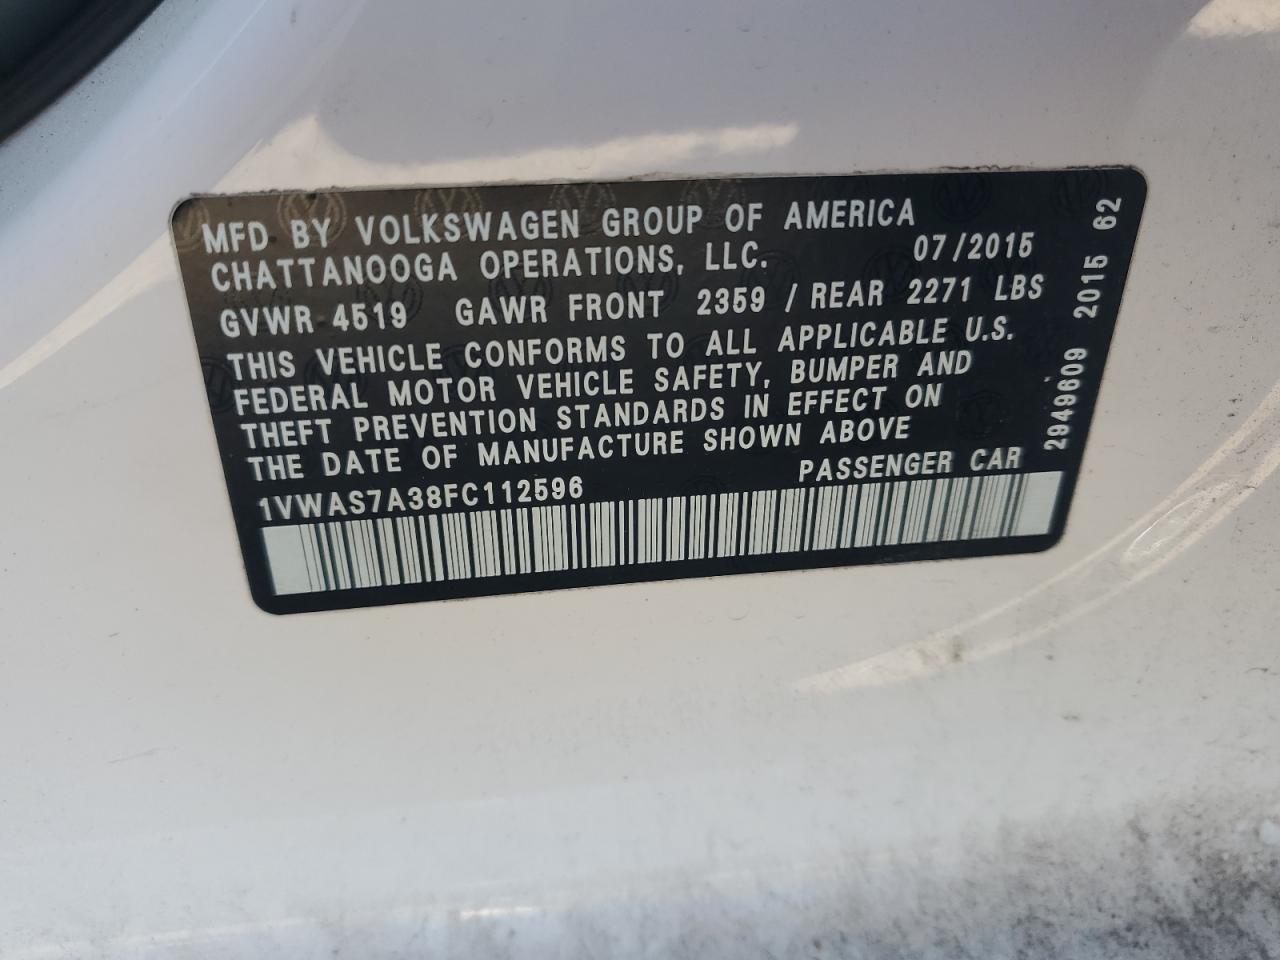 MFD BY VOLKSWAGEN GROUP OF AMERICA
CHATTANOOGA OPERATIONS, LLC. 07/2015
GVWR 4519 GAWR FRONT 2359 / REAR 2271 LBS
THIS VEHICLE CONFORMS TO ALL APPLICABLE U.S.
FEDERAL MOTOR VEHICLE SAFETY, BUMPER AND
THEFT PREVENTION STANDARDS IN EFFECT ON
THE DATE OF MANUFACTURE SHOWN ABOVE
1VWAS7A38FC112596 PASSENGER CAR
2949609 2015 62